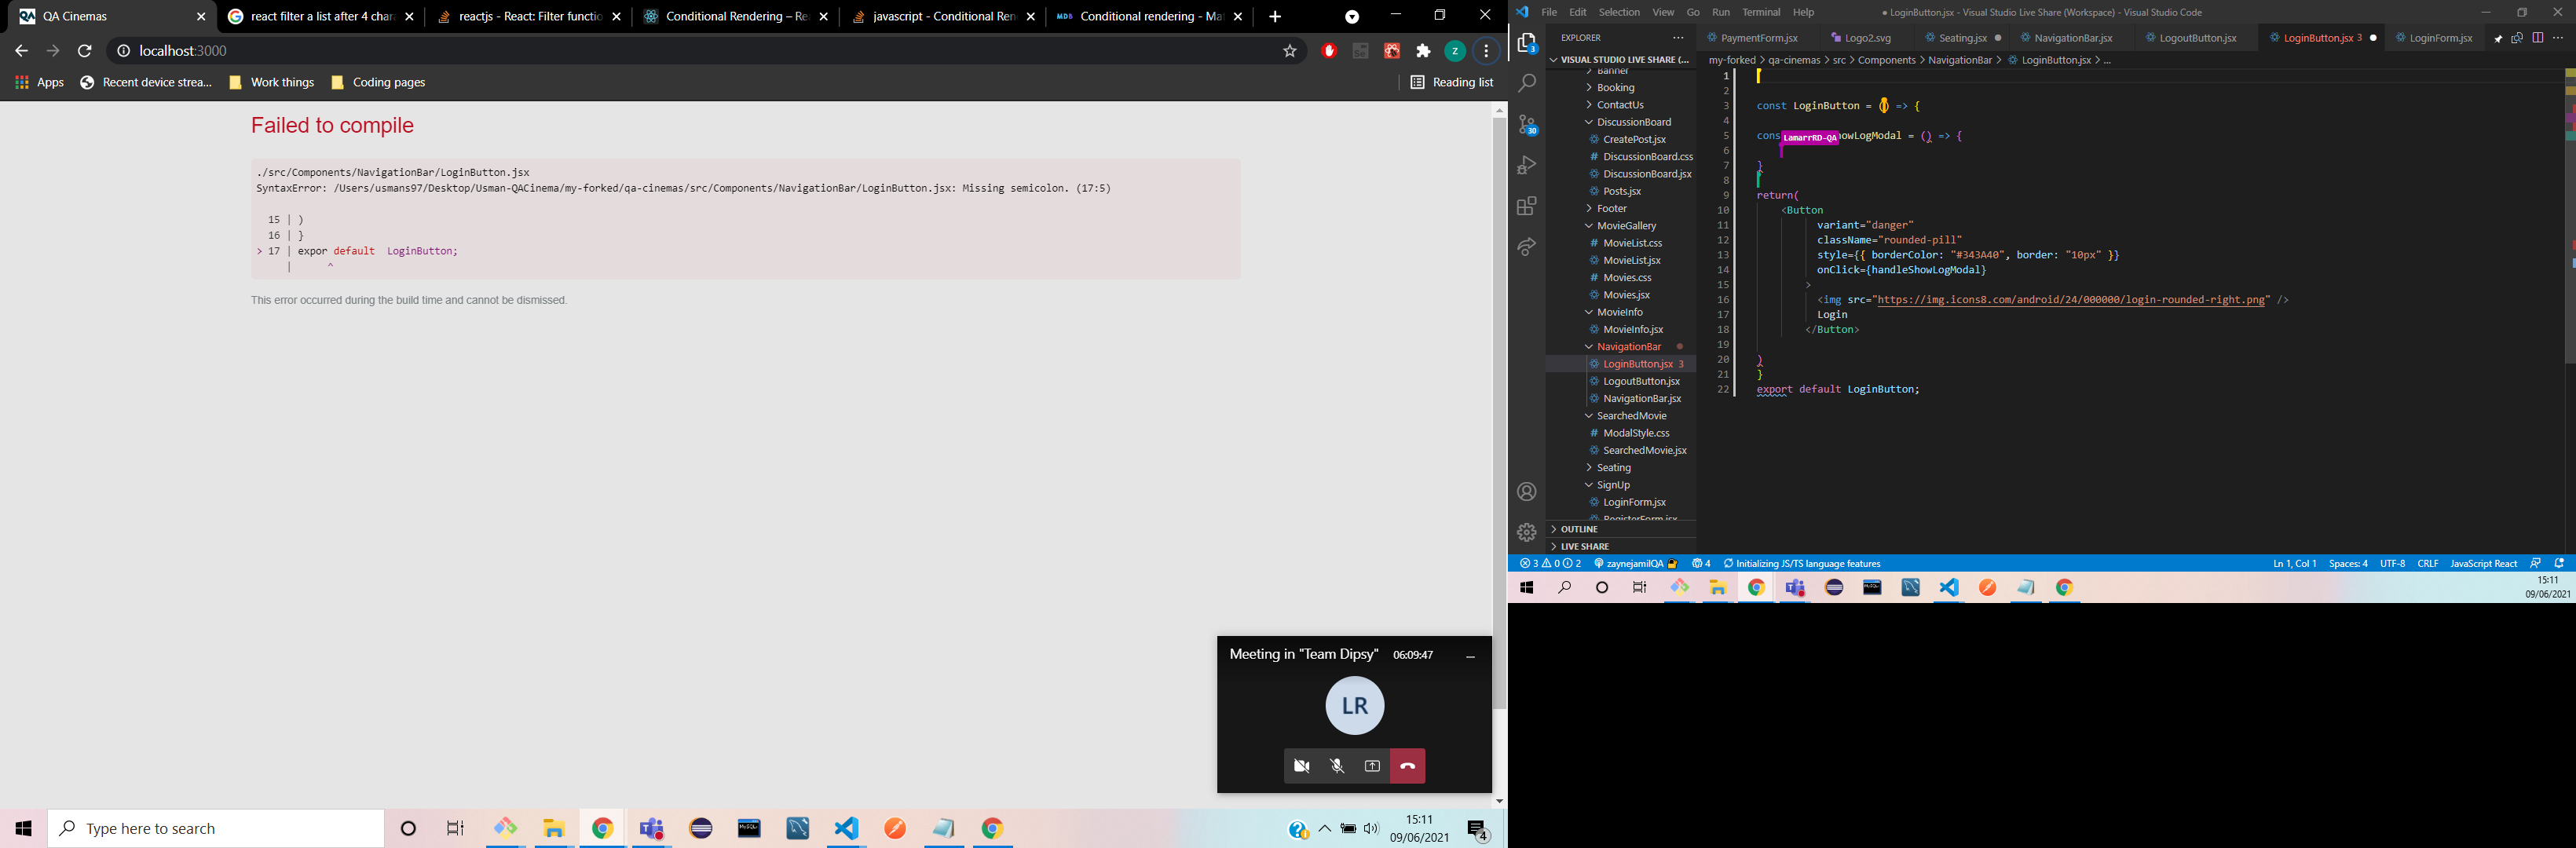 QA Cinemas
react filter a list after 4 chara
reactjs - React: Filter functio
Conditional Rendering – Rea
javascript - Conditional Ren
Conditional rendering - Mat
localhost:3000
Z
Apps
Recent device strea...
Work things
Coding pages
Reading list
Failed to compile
./src/Components/NavigationBar/LoginButton.jsx
SyntaxError: /Users/usmans97/Desktop/Usman-QACinema/my-forked/qa-cinemas/src/Components/NavigationBar/LoginButton.jsx: Missing semicolon. (17:5)
15 | )
16 | }
> 17 | expor default  LoginButton;
| ^
This error occurred during the build time and cannot be dismissed.
Meeting in "Team Dipsy" 06:09:47
LR
Type here to search
15:11
09/06/2021
4
File Edit Selection View Go Run Terminal Help
● LoginButton.jsx - Visual Studio Live Share (Workspace) - Visual Studio Code
EXPLORER
PaymentForm.jsx
Logo2.svg
Seating.jsx
NavigationBar.jsx
LogoutButton.jsx
LoginButton.jsx 3
LoginForm.jsx
VISUAL STUDIO LIVE SHARE (...
my-forked > qa-cinemas > src > Components > NavigationBar > LoginButton.jsx > ...
3
30
Banner
Booking
ContactUs
DiscussionBoard
CreatePost.jsx
DiscussionBoard.css
DiscussionBoard.jsx
Posts.jsx
Footer
MovieGallery
MovieList.css
MovieList.jsx
Movies.css
Movies.jsx
MovieInfo
MovieInfo.jsx
NavigationBar
LoginButton.jsx 3
LogoutButton.jsx
NavigationBar.jsx
SearchedMovie
ModalStyle.css
SearchedMovie.jsx
Seating
SignUp
LoginForm.jsx
RegisterForm.jsx
OUTLINE
LIVE SHARE
1
2
3 const LoginButton = () => {
4
5 cons LamarrRD-QA howLogModal = () => {
6
7 }
8
9 return(
10 <Button
11 variant="danger"
12 className="rounded-pill"
13 style={{ borderColor: "#343A40", border: "10px" }}
14 onClick={handleShowLogModal}
15 >
16 <img src="https://img.icons8.com/android/24/000000/login-rounded-right.png" />
17 Login
18 </Button>
19
20 )
21 }
22 export default LoginButton;
3 0 2 zaynejamilQA 4 Initializing JS/TS language features
Ln 1, Col 1 Spaces: 4 UTF-8 CRLF JavaScript React
15:11
09/06/2021